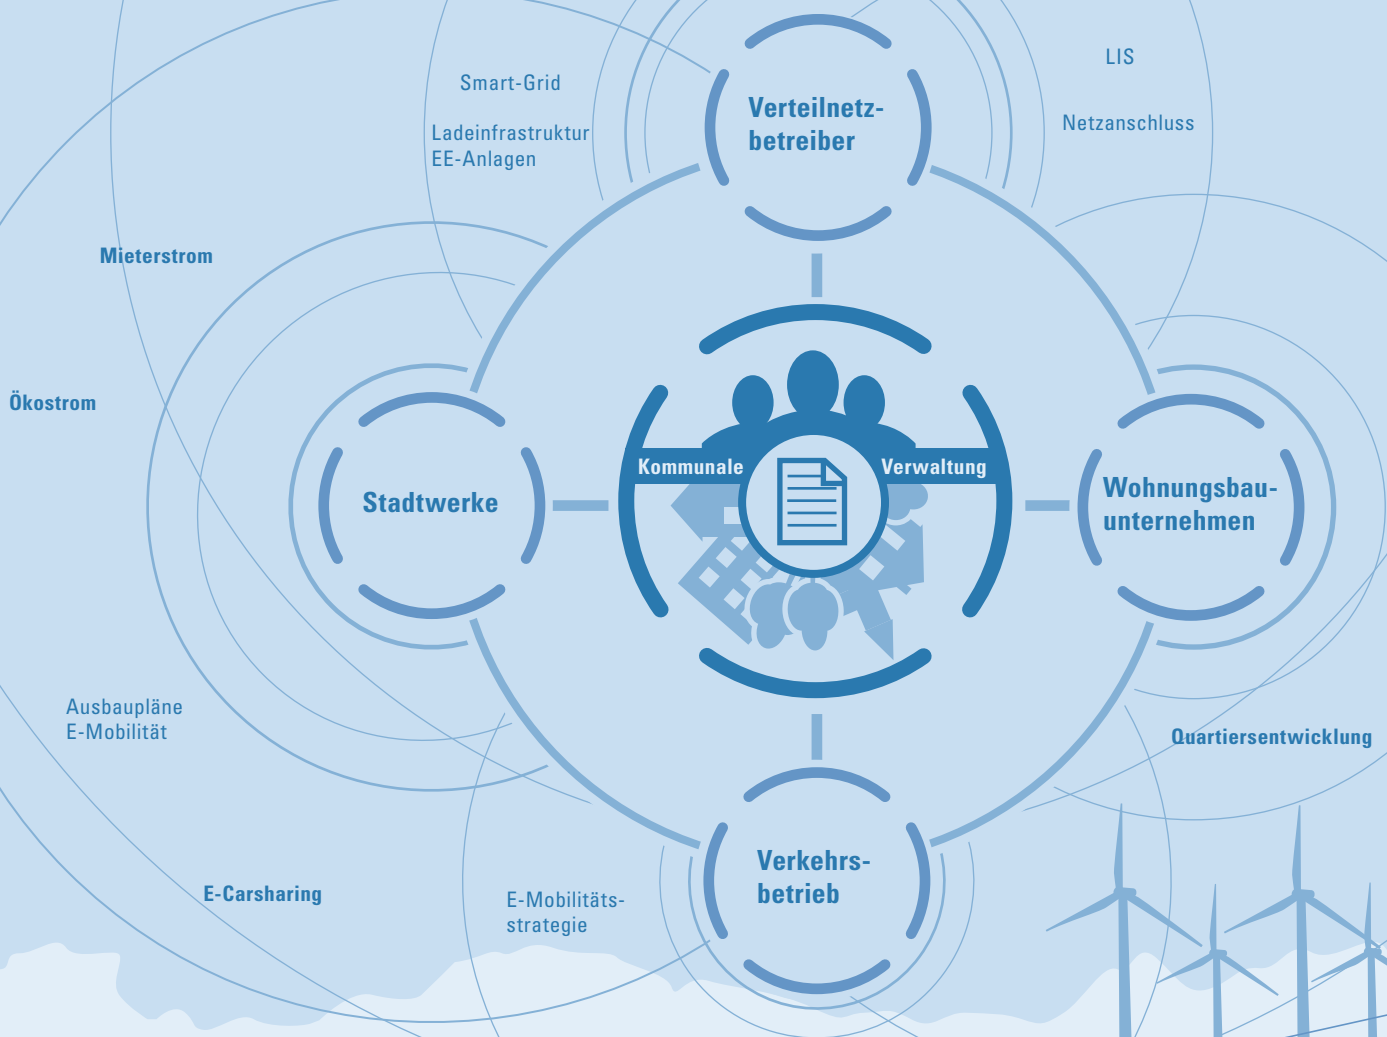 LIS
Smart-Grid
Verteilnetz-
betreiber
Netzanschluss
Ladeinfrastruktur
EE-Anlagen
Mieterstrom
Ökostrom
Kommunale Verwaltung
Stadtwerke
Wohnungsbau-
unternehmen
Ausbaupläne
E-Mobilität
Quartiersentwicklung
Verkehrs-
betrieb
E-Carsharing
E-Mobilitäts-
strategie